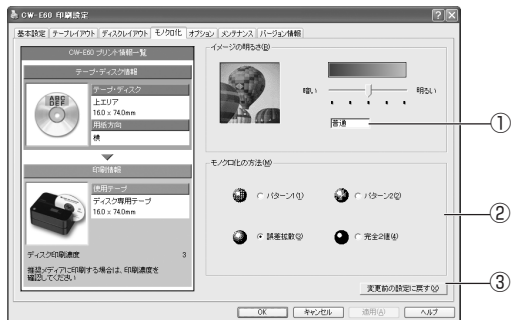 CW-E60 印刷設定
基本設定 テープレイアウト ディスクレイアウト モノクロ化 オプション メンテナンス バージョン情報
CW-E60 プリント情報一覧
テープ・ディスク情報
ABC
DEF
テープ・ディスク
上エリア
16.0 x 74.0mm
用紙方向
横
印刷情報
使用テープ
ディスク専用テープ
16.0 x 74.0mm
ディスク印刷濃度 3
推奨メディアに印刷する場合は、印刷濃度を
確認してください
イメージの明るさ(B)
暗い 明るい
普通
①
モノクロ化の方法(M)
パターン1(1) パターン2(2)
誤差拡散(3) 完全2値(4)
②
変更前の設定に戻す(X)
③
OK キャンセル 適用(A) ヘルプ